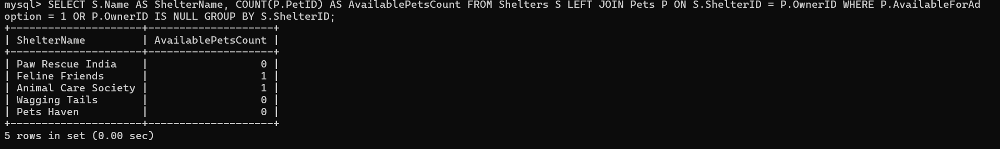 mysql> SELECT S.Name AS ShelterName, COUNT(P.PetID) AS AvailablePetsCount FROM Shelters S LEFT JOIN Pets P ON S.ShelterID = P.OwnerID WHERE P.AvailableForAd
option = 1 OR P.OwnerID IS NULL GROUP BY S.ShelterID;
+---------------------+--------------------+
| ShelterName         | AvailablePetsCount |
+---------------------+--------------------+
| Paw Rescue India    |                  0 |
| Feline Friends      |                  1 |
| Animal Care Society |                  1 |
| Wagging Tails       |                  0 |
| Pets Haven          |                  0 |
+---------------------+--------------------+
5 rows in set (0.00 sec)